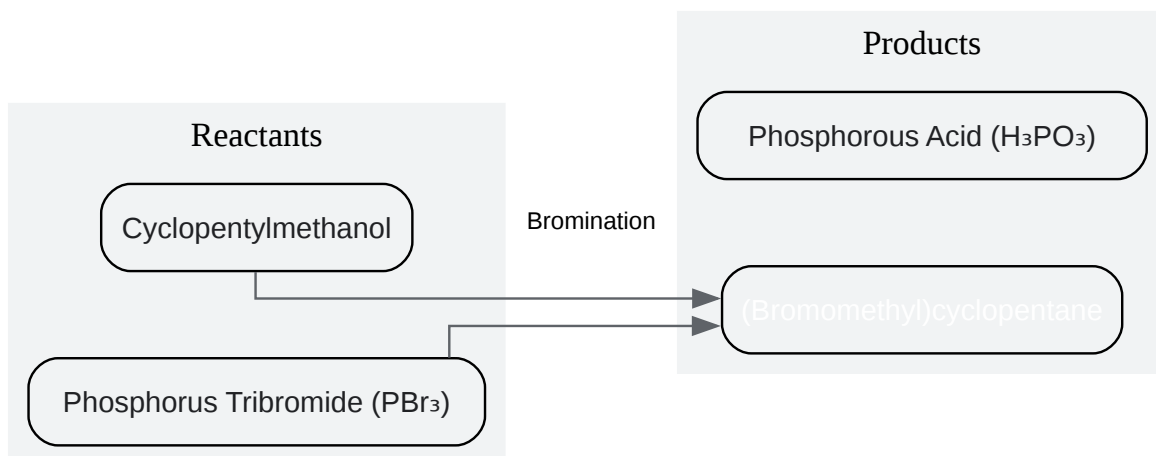 Reactants
Cyclopentylmethanol
Phosphorus Tribromide (PBr₃)
Bromination
Products
Phosphorous Acid (H₃PO₃)
(Bromomethyl)cyclopentane